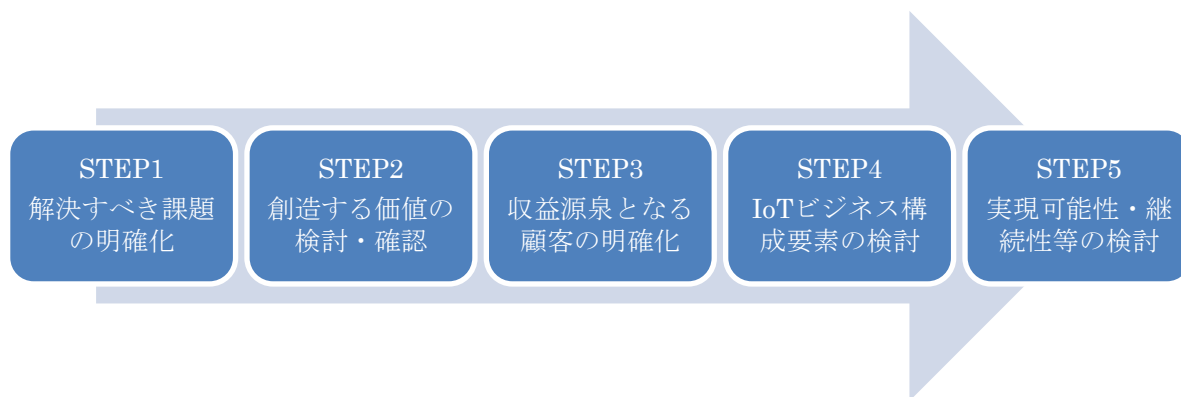 STEP1
解決すべき課題
の明確化
STEP2
創造する価値の
検討・確認
STEP3
収益源泉となる
顧客の明確化
STEP4
IoTビジネス構
成要素の検討
STEP5
実現可能性・継
続性等の検討